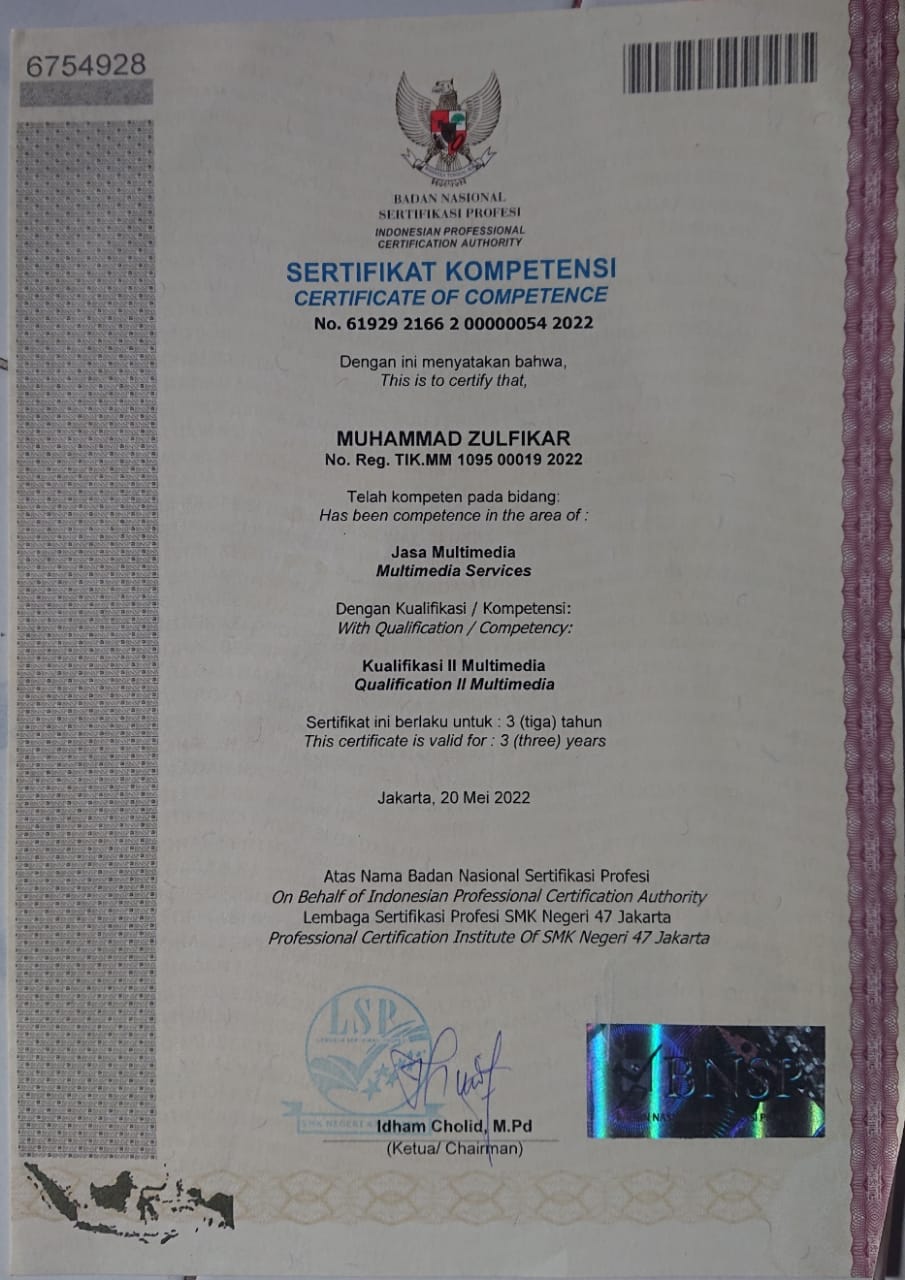 6754928
BADAN NASIONAL
SERTIFIKASI PROFESI
INDONESIAN PROFESSIONAL
CERTIFICATION AUTHORITY
SERTIFIKAT KOMPETENSI
CERTIFICATE OF COMPETENCE
No. 61929 2166 2 00000054 2022
Dengan ini menyatakan bahwa,
This is to certify that,
MUHAMMAD ZULFIKAR
No. Reg. TIK.MM 1095 00019 2022
Telah kompeten pada bidang:
Has been competence in the area of :
Jasa Multimedia
Multimedia Services
Dengan Kualifikasi / Kompetensi:
With Qualification / Competency:
Kualifikasi II Multimedia
Qualification II Multimedia
Sertifikat ini berlaku untuk : 3 (tiga) tahun
This certificate is valid for : 3 (three) years
Jakarta, 20 Mei 2022
Atas Nama Badan Nasional Sertifikasi Profesi
On Behalf of Indonesian Professional Certification Authority
Lembaga Sertifikasi Profesi SMK Negeri 47 Jakarta
Professional Certification Institute Of SMK Negeri 47 Jakarta
LSP
SMK NEGERI
BNSP
Idham Cholid, M.Pd
(Ketua/ Chairman)